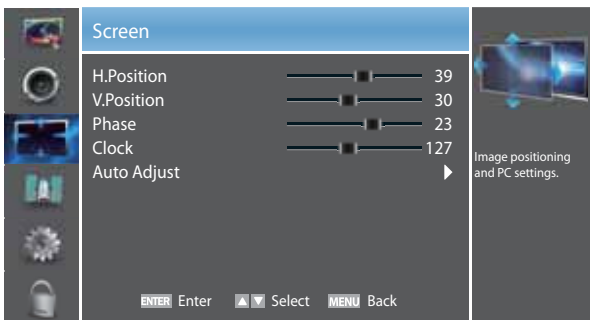 Screen
H.Position 39
V.Position 30
Phase 23
Clock 127
Auto Adjust
Image positioning
and PC settings.
ENTER Enter ▲ ▼ Select MENU Back